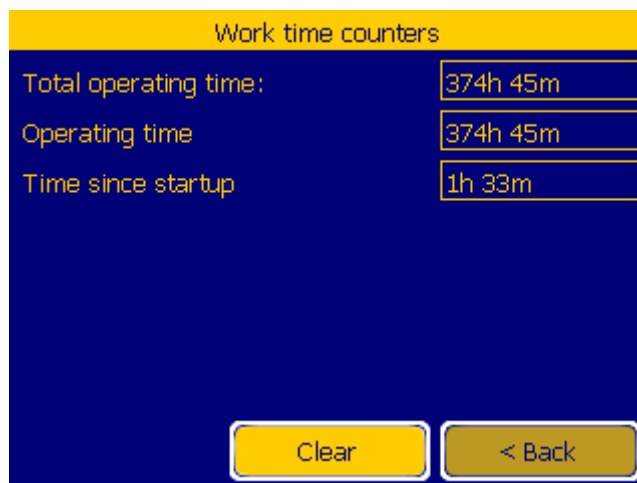 Work time counters
Total operating time: 374h 45m
Operating time 374h 45m
Time since startup 1h 33m
Clear < Back